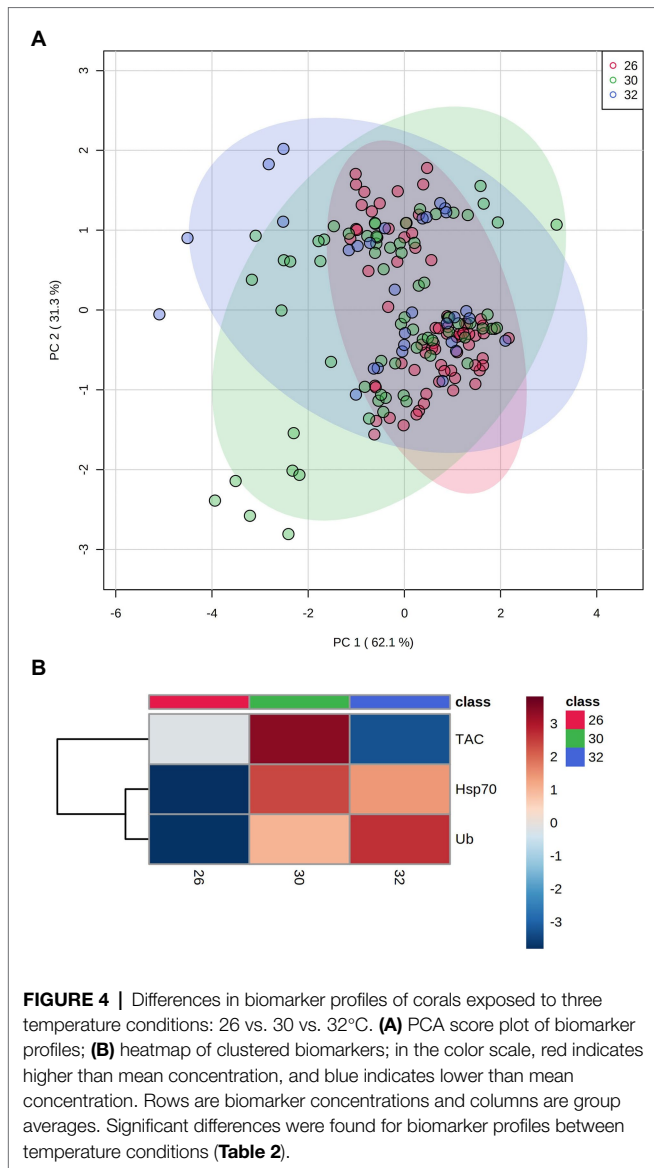 A
3
2
1
0
-1
-2
-3
PC 2 ( 31.3 %)
26
30
32
-6
-4
-2
0
2
4
PC 1 ( 62.1 %)
B
class
TAC
Hsp70
Ub
26
30
32
3
2
1
0
-1
-2
-3
class
26
30
32
FIGURE 4 | Differences in biomarker profiles of corals exposed to three
temperature conditions: 26 vs. 30 vs. 32°C. (A) PCA score plot of biomarker
profiles; (B) heatmap of clustered biomarkers; in the color scale, red indicates
higher than mean concentration, and blue indicates lower than mean
concentration. Rows are biomarker concentrations and columns are group
averages. Significant differences were found for biomarker profiles between
temperature conditions (Table 2).